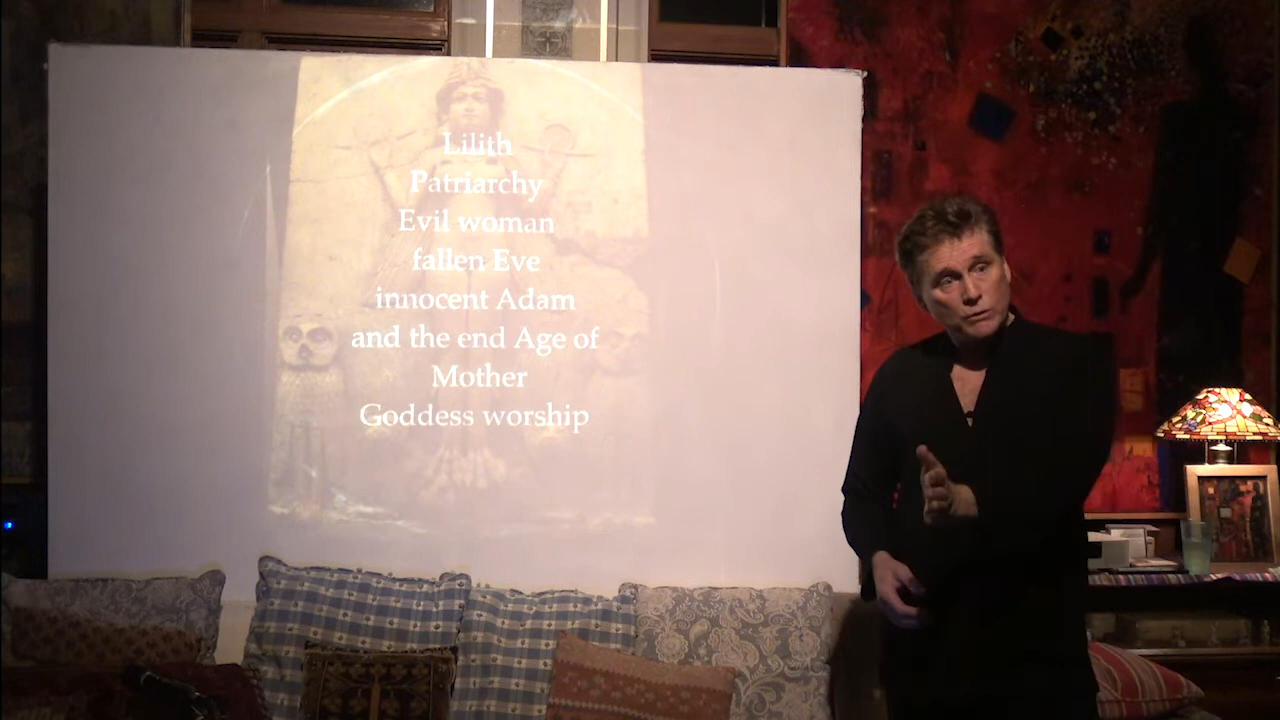 Lilith
Patriarchy
Evil woman
fallen Eve
innocent Adam
and the end Age of
Mother
Goddess worship